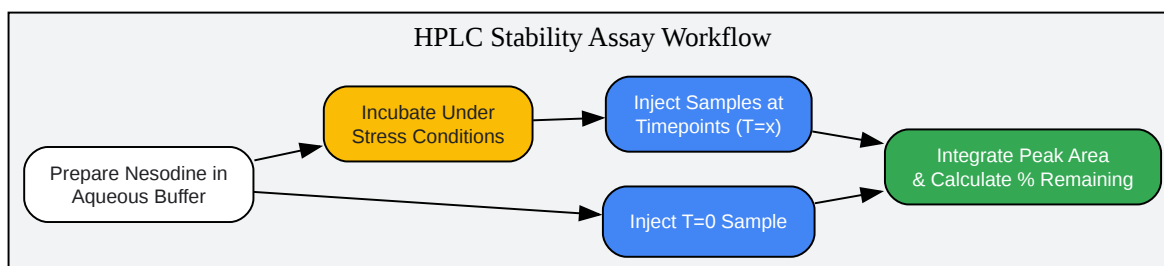 HPLC Stability Assay Workflow
Prepare Nesodine in
Aqueous Buffer
Incubate Under
Stress Conditions
Inject Samples at
Timepoints (T=x)
Inject T=0 Sample
Integrate Peak Area
& Calculate % Remaining